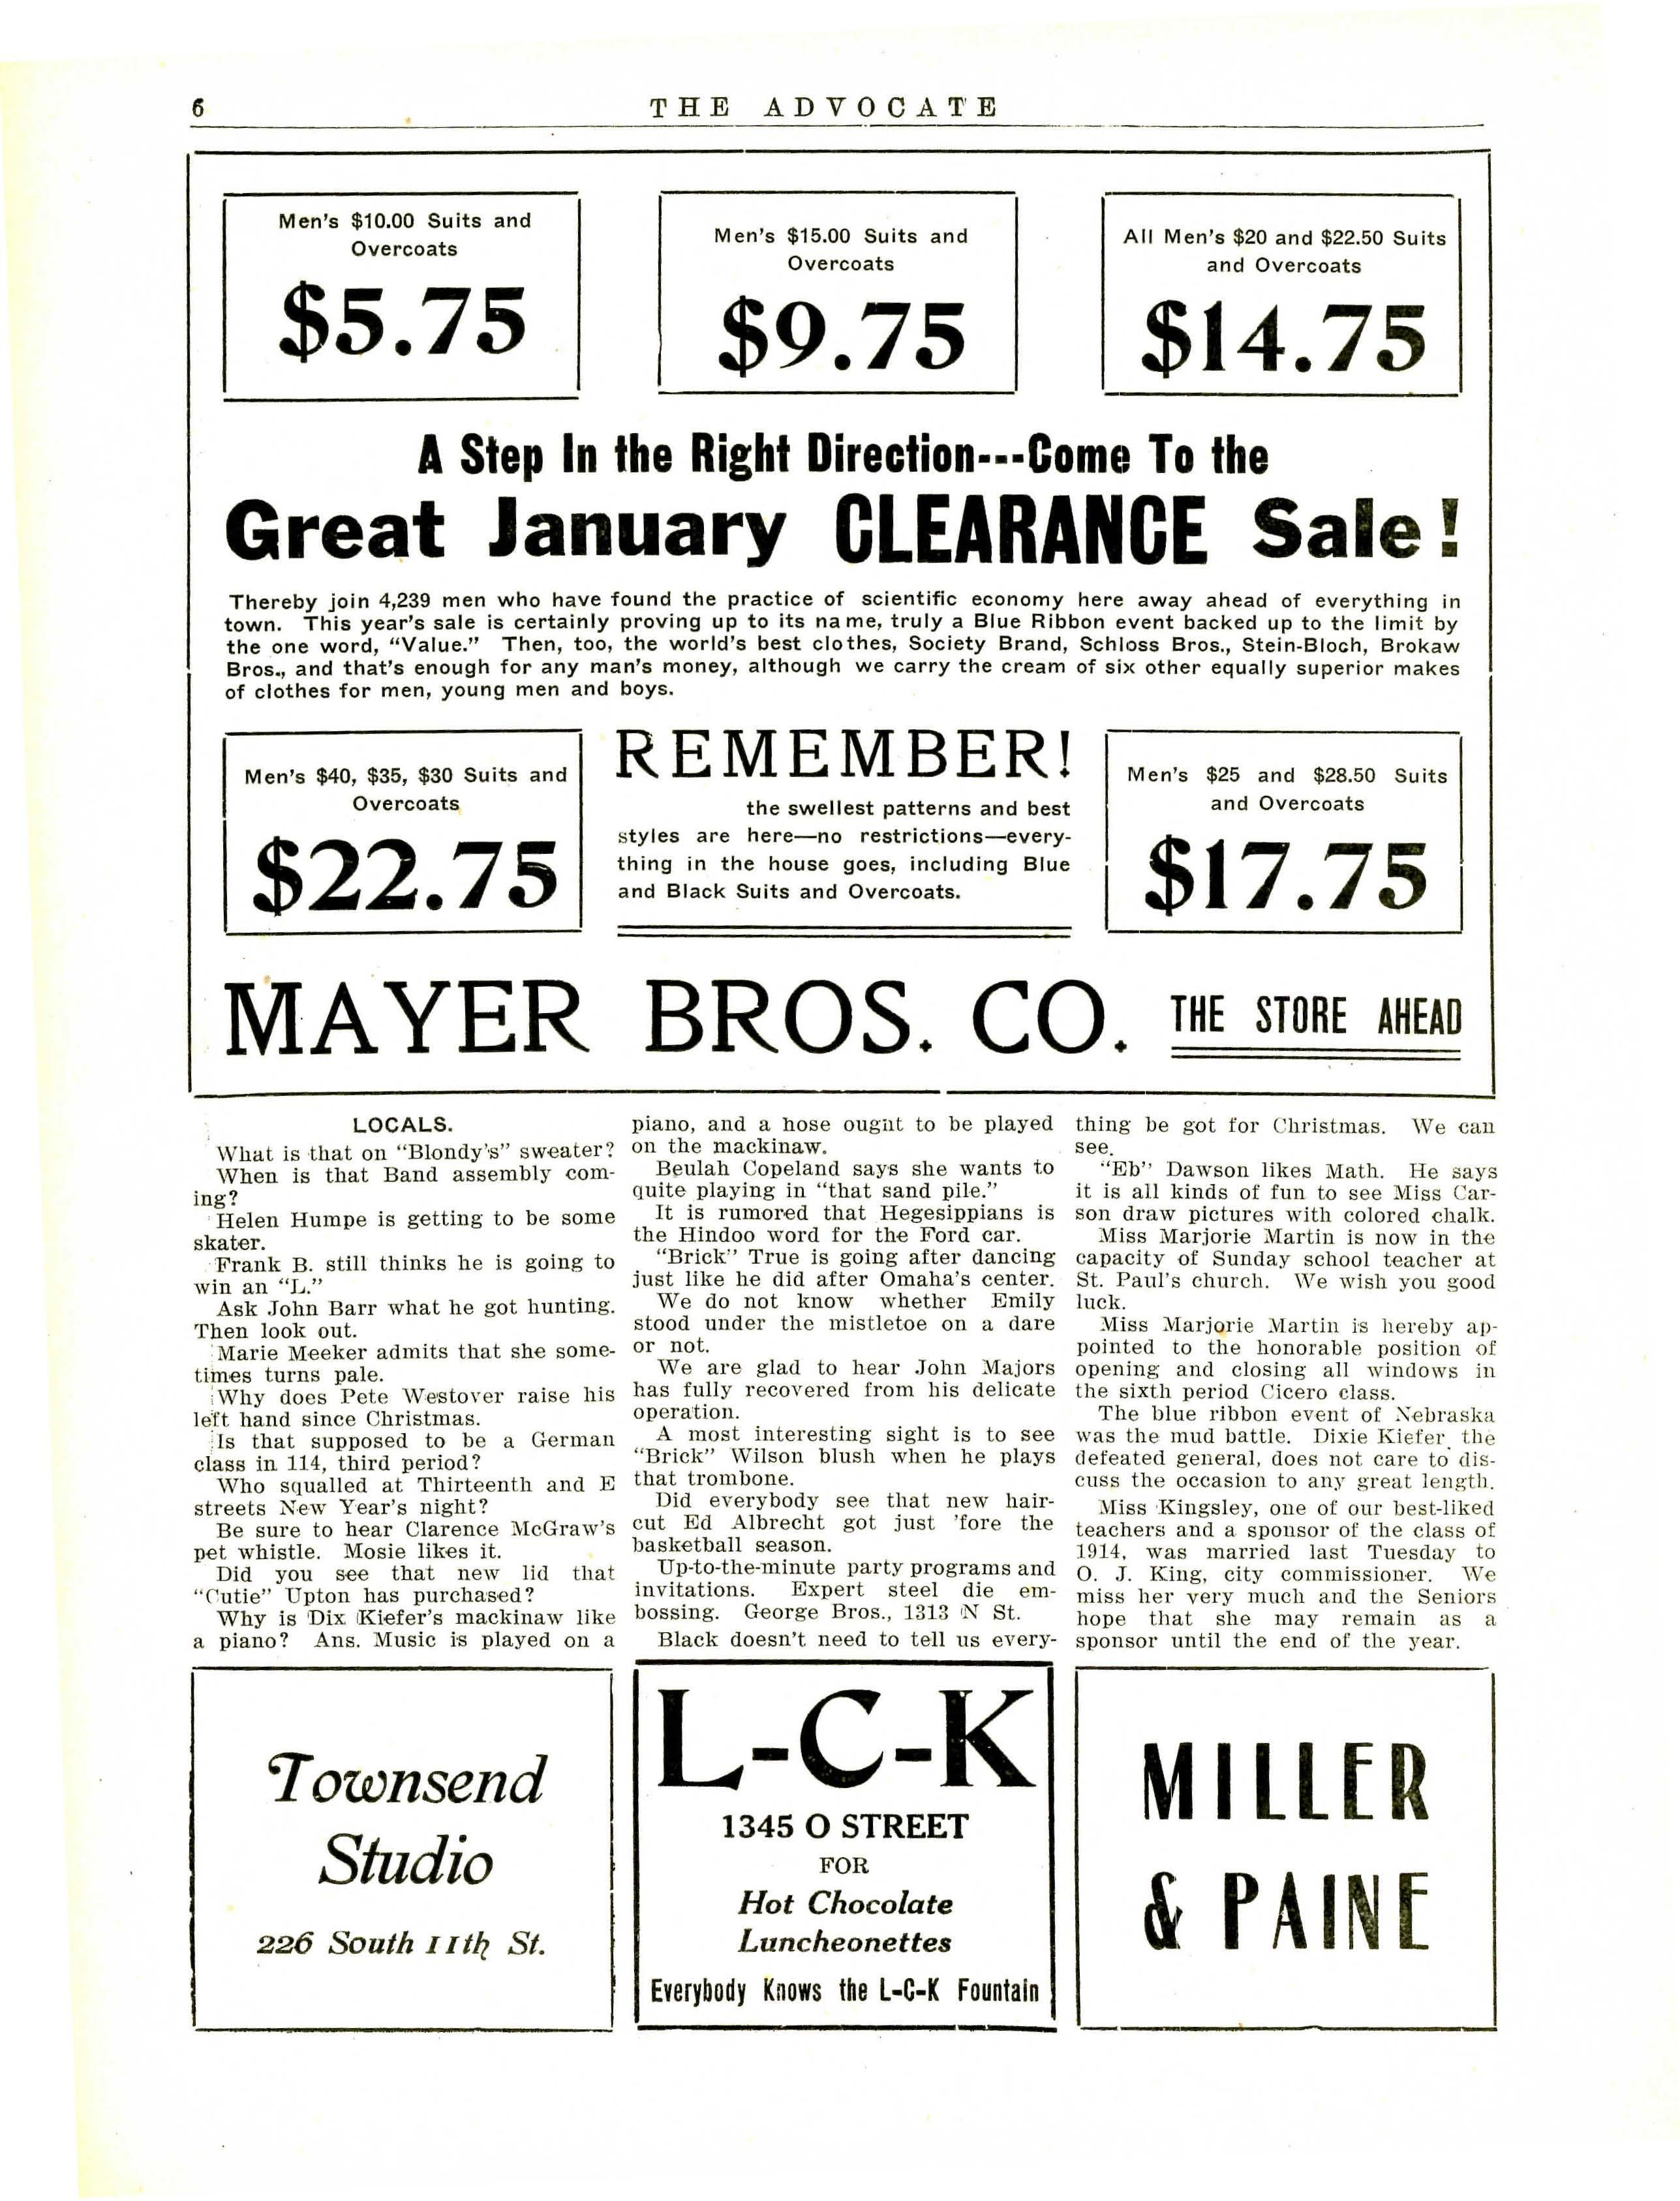 6
THE ADVOCATE
Men's $10.00 Suits and
Overcoats
$5.75
Men's $15.00 Suits and
Overcoats
$9.75
All Men's $20 and $22.50 Suits
and Overcoats
$14.75
A Step In the Right Direction---Come To the
Great January CLEARANCE Sale!
Thereby join 4,239 men who have found the practice of scientific economy here away ahead of everything in
town. This year's sale is certainly proving up to its name, truly a Blue Ribbon event backed up to the limit by
the one word, "Value." Then, too, the world's best clothes, Society Brand, Schloss Bros., Stein-Bloch, Brokaw
Bros., and that's enough for any man's money, although we carry the cream of six other equally superior makes
of clothes for men, young men and boys.
Men's $40, $35, $30 Suits and
Overcoats
$22.75
REMEMBER!
the swellest patterns and best
styles are here—no restrictions—every-
thing in the house goes, including Blue
and Black Suits and Overcoats.
Men's $25 and $28.50 Suits
and Overcoats
$17.75
MAYER BROS. CO. THE STORE AHEAD
LOCALS.
What is that on "Blondy's" sweater?
When is that Band assembly com-
ing?
Helen Humpe is getting to be some
skater.
Frank B. still thinks he is going to
win an "L."
Ask John Barr what he got hunting.
Then look out.
Marie Meeker admits that she some-
times turns pale.
Why does Pete Westover raise his
left hand since Christmas.
Is that supposed to be a German
class in 114, third period?
Who squalled at Thirteenth and E
streets New Year's night?
Be sure to hear Clarence McGraw's
pet whistle. Mosie likes it.
Did you see that new lid that
"Cutie" Upton has purchased?
Why is Dix Kiefer's mackinaw like
a piano? Ans. Music is played on a
piano, and a hose ought to be played
on the mackinaw.
Beulah Copeland says she wants to
quite playing in "that sand pile."
It is rumored that Hegesippians is
the Hindoo word for the Ford car.
"Brick" True is going after dancing
just like he did after Omaha's center.
We do not know whether Emily
stood under the mistletoe on a dare
or not.
We are glad to hear John Majors
has fully recovered from his delicate
operation.
A most interesting sight is to see
"Brick" Wilson blush when he plays
that trombone.
Did everybody see that new hair-
cut Ed Albrecht got just 'fore the
basketball season.
Up-to-the-minute party programs and
invitations. Expert steel die em-
bossing. George Bros., 1313 N St.
Black doesn't need to tell us every-
thing be got for Christmas. We can
see.
"Eb" Dawson likes Math. He says
it is all kinds of fun to see Miss Car-
son draw pictures with colored chalk.
Miss Marjorie Martin is now in the
capacity of Sunday school teacher at
St. Paul's church. We wish you good
luck.
Miss Marjorie Martin is hereby ap-
pointed to the honorable position of
opening and closing all windows in
the sixth period Cicero class.
The blue ribbon event of Nebraska
was the mud battle. Dixie Kiefer, the
defeated general, does not care to dis-
cuss the occasion to any great length.
Miss Kingsley, one of our best-liked
teachers and a sponsor of the class of
1914, was married last Tuesday to
O. J. King, city commissioner. We
miss her very much and the Seniors
hope that she may remain as a
sponsor until the end of the year.
Townsend
Studio
226 South 11th St.
L-C-K
1345 O STREET
FOR
Hot Chocolate
Luncheonettes
Everybody Knows the L-C-K Fountain
MILLER
& PAINE